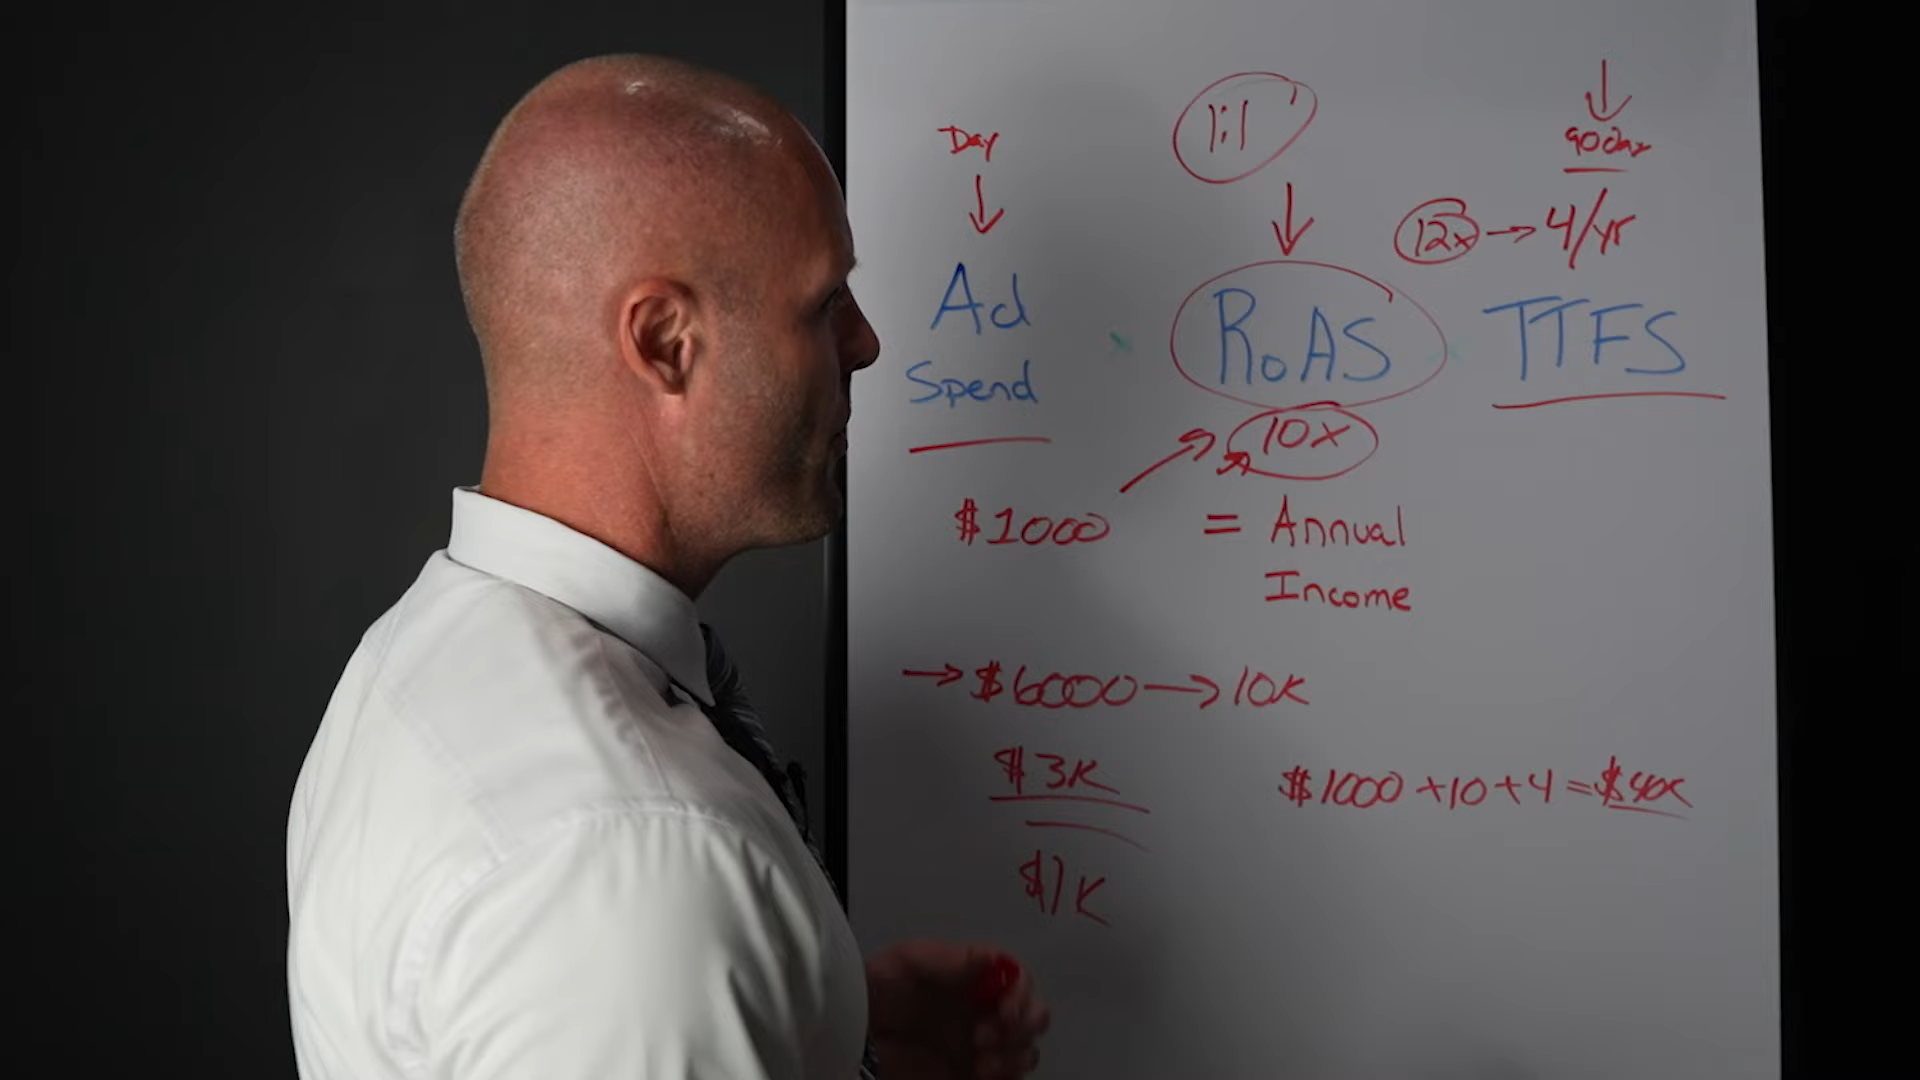 Day
1:1
90 day
12x → 4/yr
Ad Spend
RoAS
TTFS
10x
$1000
= Annual Income
→ $6000 → 10K
$3K
$1000 +10+4 = $40K
$1K